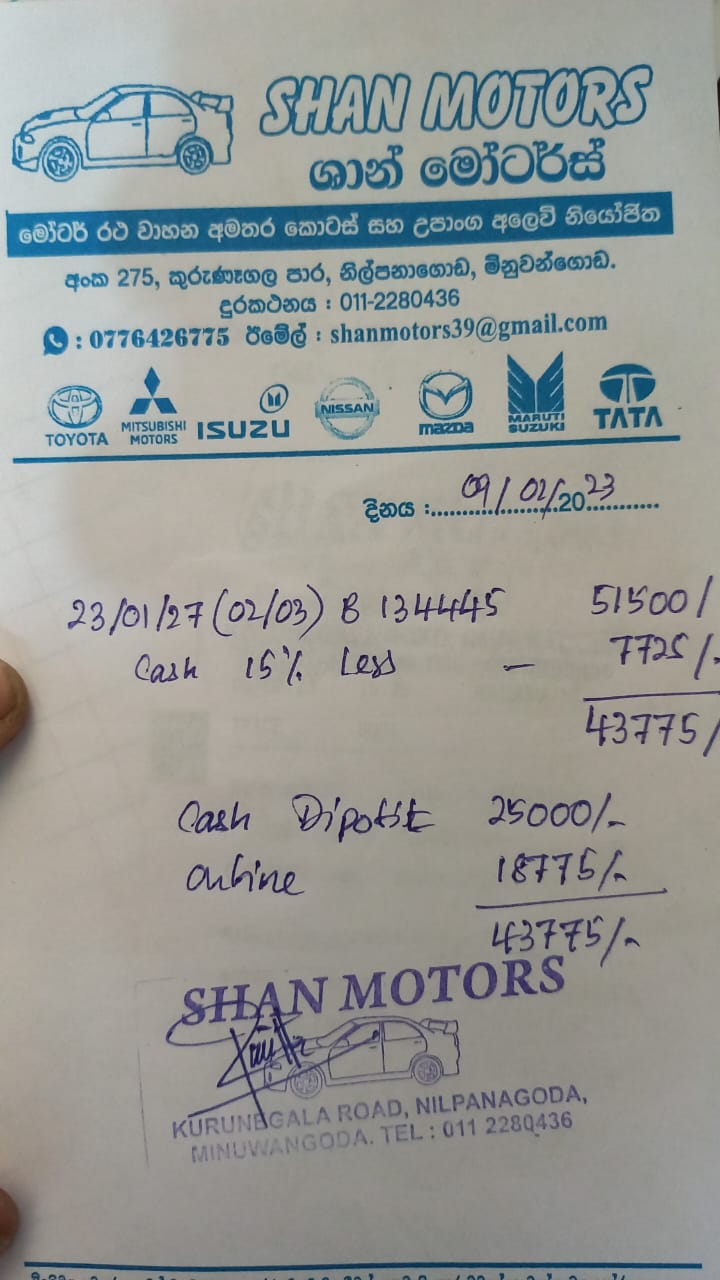 SHAN MOTORS
ශාන් මෝටර්ස්
මෝටර් රථ වාහන අමතර කොටස් සහ උපාංග අලෙවි නියෝජිත
අංක 275, කුරුණෑගල පාර, නිල්පනාගොඩ, මිනුවන්ගොඩ.
දුරකථනය : 011-2280436
: 0776426775 ඊමේල් : shanmotors39@gmail.com
TOYOTA MITSUBISHI MOTORS ISUZU NISSAN mazda MARUTI SUZUKI TATA
දිනය :09/02/2023
23/01/27 (02/03) B 134445 51500/
Cash 15% Less - 7725/-
43775/
Cash Dipotit 25000/-
Online 18775/-
43775/-
SHAN MOTORS
KURUNEGALA ROAD, NILPANAGODA,
MINUWANGODA. TEL : 011 2280436